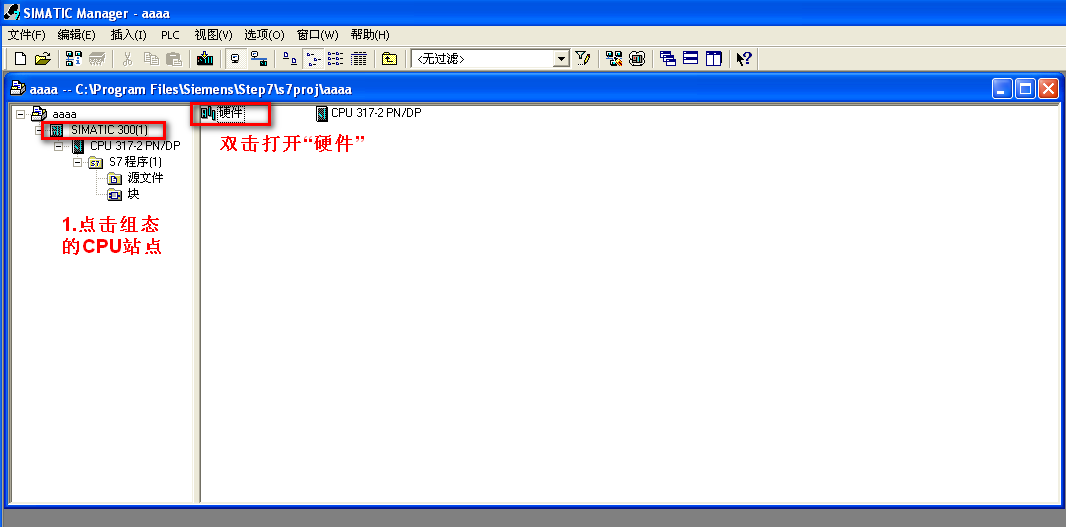 SIMATIC Manager - aaaa
文件(F) 编辑(E) 插入(I) PLC 视图(V) 选项(O) 窗口(W) 帮助(H)
<无过滤>
aaaa -- C:\Program Files\Siemens\Step7\s7proj\aaaa
aaaa
SIMATIC 300(1)
CPU 317-2 PN/DP
S7
S7 程序(1)
源文件
块
硬件
CPU 317-2 PN/DP
双击打开“硬件”
1.点击组态
的CPU站点